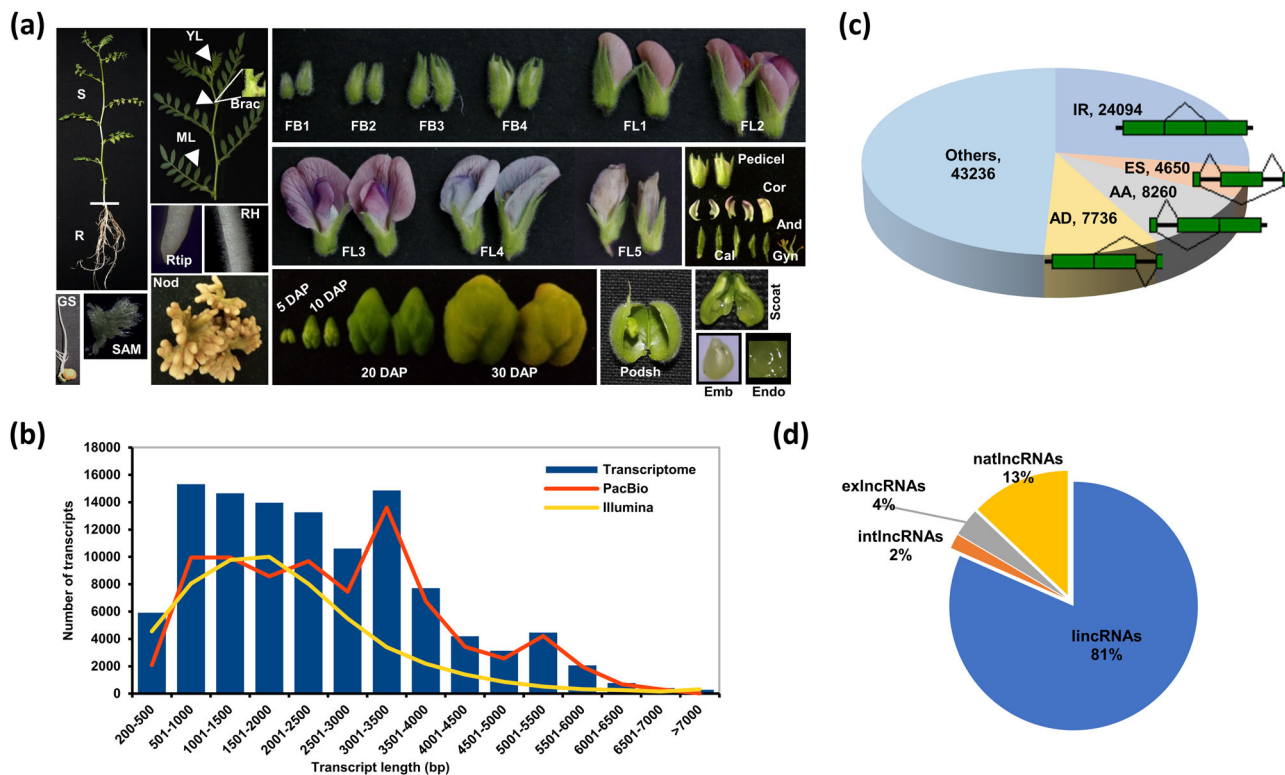 (a)
S
R
GS
SAM
YL
Brac
ML
Rtip
RH
Nod
FB1
FB2
FB3
FB4
FL1
FL2
FL3
FL4
FL5
Pedicel
Cor
And
Cal
Gyn
5 DAP
10 DAP
20 DAP
30 DAP
Podsh
Scoat
Emb
Endo
(b)
Number of transcripts
18000
16000
14000
12000
10000
8000
6000
4000
2000
0
Transcriptome
PacBio
Illumina
200-500
501-1000
1001-1500
1501-2000
2001-2500
2501-3000
3001-3500
3501-4000
4001-4500
4501-5000
5001-5500
5501-6000
6001-6500
6501-7000
>7000
Transcript length (bp)
(c)
IR, 24094
ES, 4650
AA, 8260
AD, 7736
Others,
43236
(d)
natlncRNAs
13%
exlncRNAs
4%
intlncRNAs
2%
lincRNAs
81%